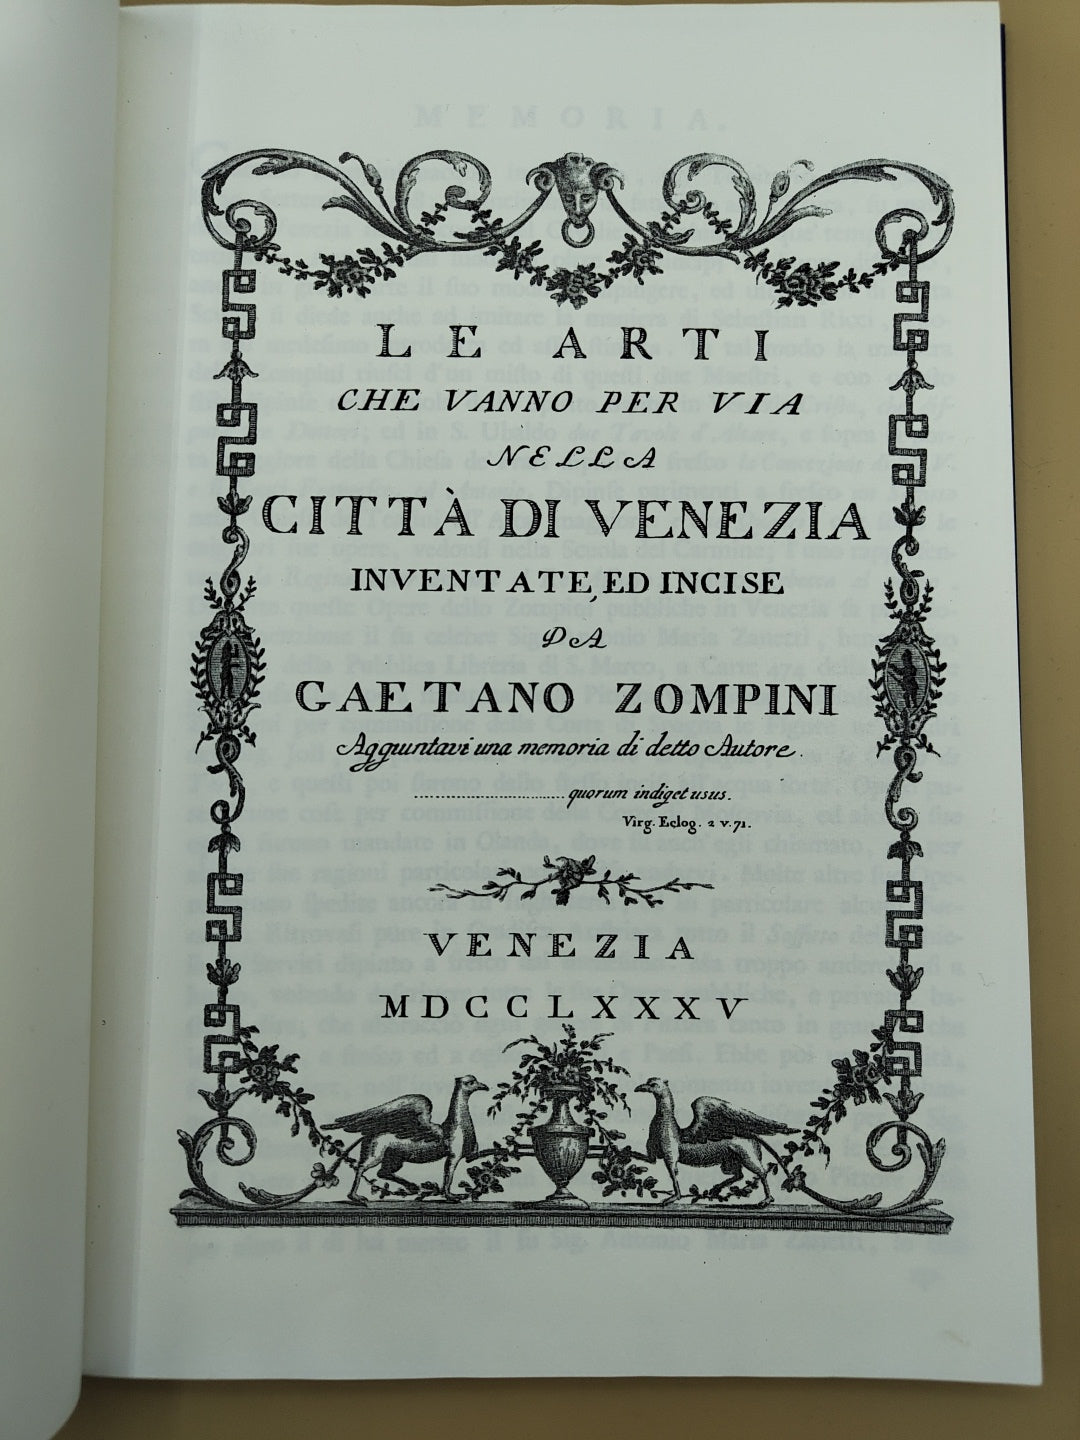 LE ARTI
CHE VANNO PER VIA
NELLA
CITTÀ DI VENEZIA
INVENTATE, ED INCISE
DA
GAETANO ZOMPINI
Aggiuntavi una memoria di detto Autore.
quorum indiget usus.
Virg. Eclog. 2 v. 71.
VENEZIA
MDCCLXXXV